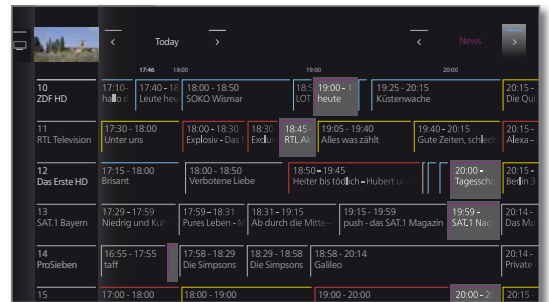 Today
News
17:46 18:00 19:00 20:00
10
ZDF HD
17:10-
17:40 - 18
Leute heu
18:00 - 18:50
SOKO Wismar
18:5
LOT
19:00 - 1
heute
19:25 - 20:15
Küstenwache
20:15 -
Die Qui
11
RTL Television
17:30 - 18:00
Unter uns
18:00 - 18:30
Explosiv - Das
18:30
Exclu
18:45 -
RTL Ak
19:05 - 19:40
Alles was zählt
19:40 - 20:15
Gute Zeiten, schlech
20:15 -
Alexa –
12
Das Erste HD
17:15 - 18:00
Brisant
18:00 - 18:50
Verbotene Liebe
18:50 - 19:45
Heiter bis tödlich - Hubert und
20:00 -
Tagesscha
20:15 -
Berlin 3
13
SAT.1 Bayern
17:29 - 17:59
Niedrig und Kuh
17:59 - 18:31
Pures Leben - M
18:31 - 19:15
Ab durch die Mitte -
19:15 - 19:59
push - das SAT.1 Magazin
19:59 -
SAT.1 Nac
20:14 -
Das Mu
14
ProSieben
16:55 - 17:55
taff
17:58 - 18:29
Die Simpsons
18:29 - 18:58
Die Simpsons
18:58 - 20:14
Galileo
20:14 -
Private
15
17:00 - 18:00
18:00 - 19:00
19:00 - 20:00
20:00 - 20
20:15 -